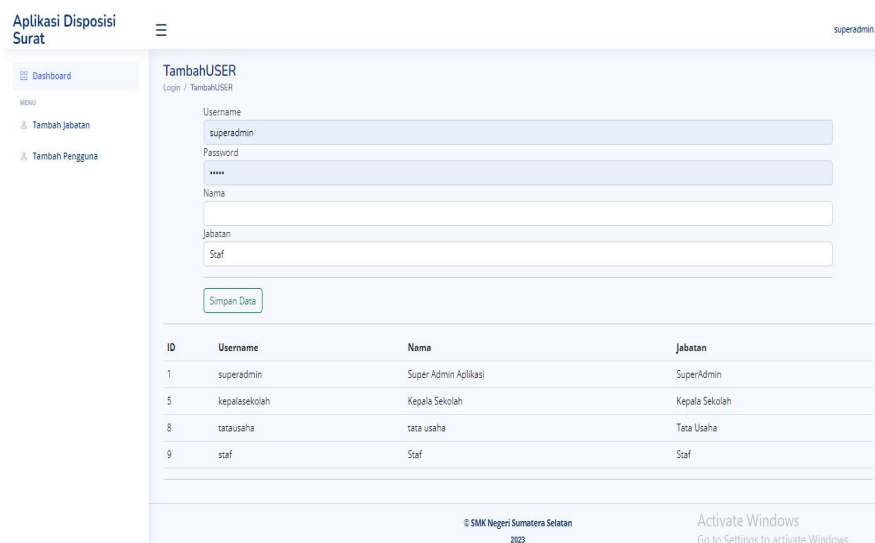 Aplikasi Disposisi
Surat
superadmin
Dashboard
MENU
Tambah Jabatan
Tambah Pengguna
TambahUSER
Login / TambahUSER
Username
superadmin
Password
•••••
Nama
Jabatan
Staf
Simpan Data
ID Username Nama Jabatan
1 superadmin Super Admin Aplikasi SuperAdmin
5 kepalasekolah Kepala Sekolah Kepala Sekolah
8 tatausaha tata usaha Tata Usaha
9 staf Staf Staf
© SMK Negeri Sumatera Selatan
2023
Activate Windows
Go to Settings to activate Windows.